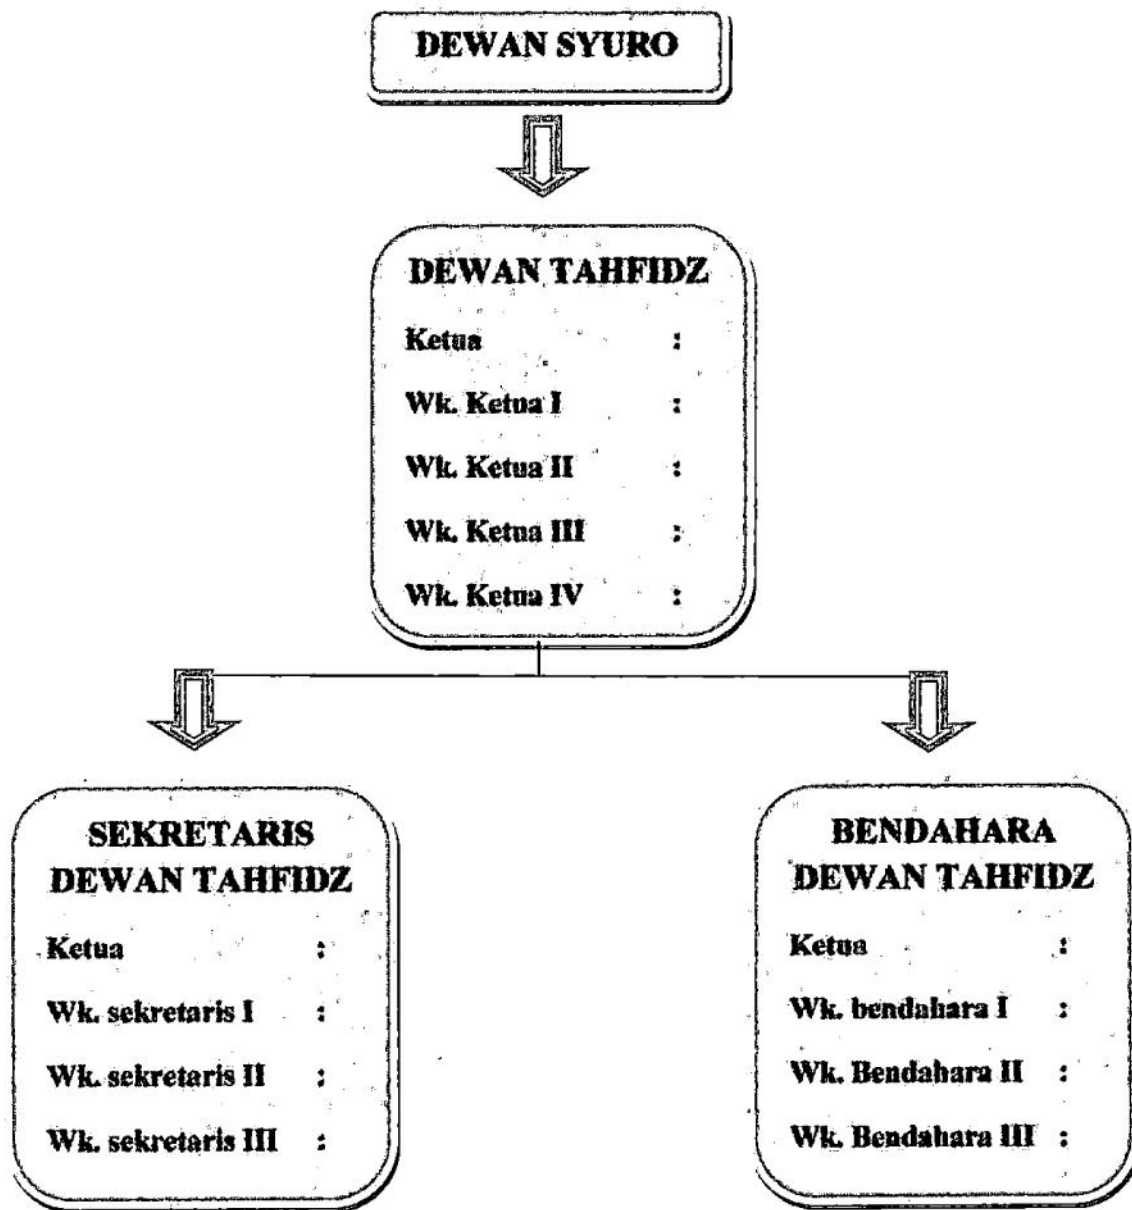 DEWAN SYURO
DEWAN TAHFIDZ
Ketua :
Wk. Ketua I :
Wk. Ketua II :
Wk. Ketua III :
Wk. Ketua IV :
SEKRETARIS
DEWAN TAHFIDZ
Ketua :
Wk. sekretaris I :
Wk. sekretaris II :
Wk. sekretaris III :
BENDAHARA
DEWAN TAHFIDZ
Ketua :
Wk. bendahara I :
Wk. Bendahara II :
Wk. Bendahara III :